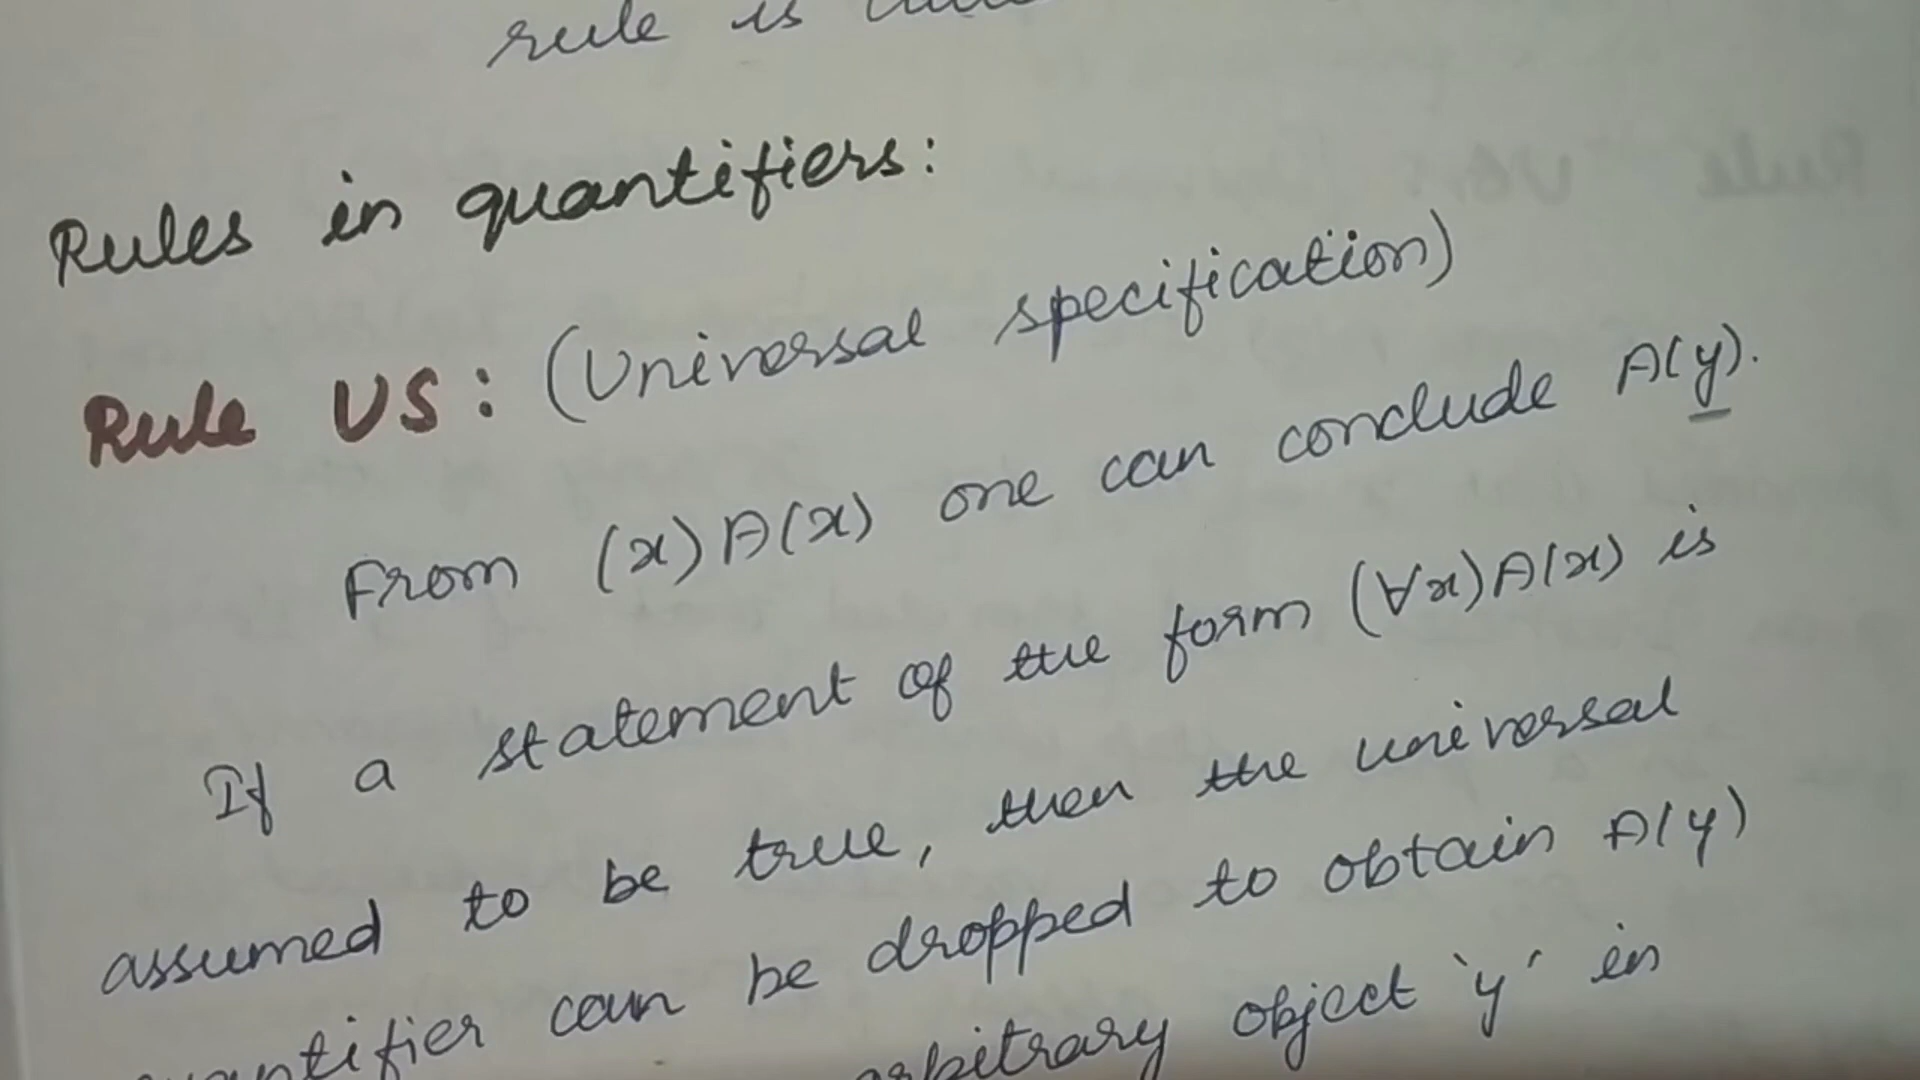 rule is
Rules in quantifiers:
Rule US: (Universal specification)
From (x)A(x) one can conclude A(y).
If a statement of the form (∀x)A(x) is
assumed to be true, then the universal
quantifier can be dropped to obtain A(y)
arbitrary object 'y' in